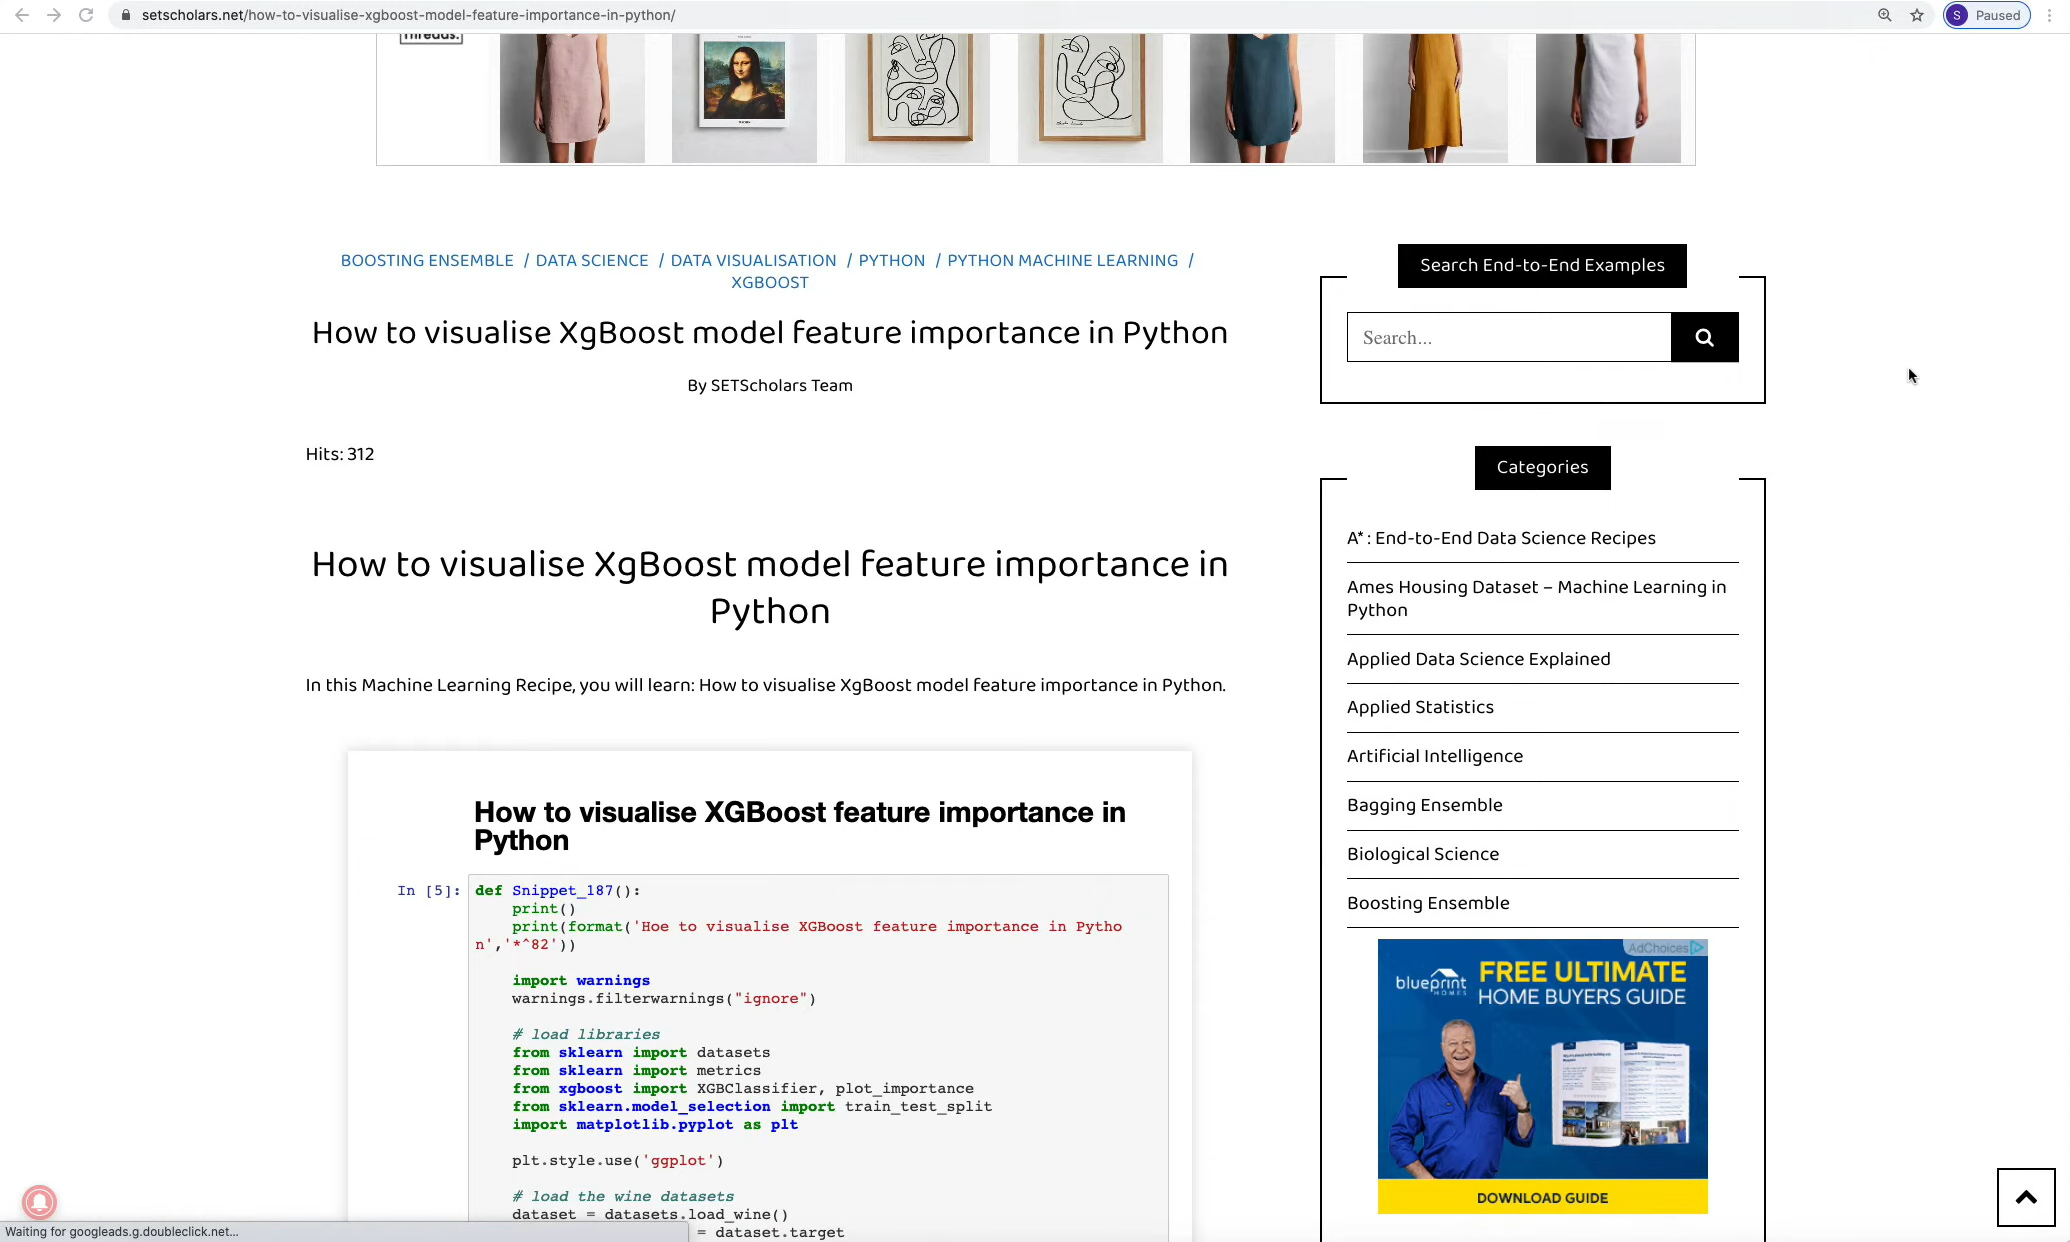 setscholars.net/how-to-visualise-xgboost-model-feature-importance-in-python/
S Paused
Threads.
BOOSTING ENSEMBLE / DATA SCIENCE / DATA VISUALISATION / PYTHON / PYTHON MACHINE LEARNING /
XGBOOST
How to visualise XgBoost model feature importance in Python
By SETScholars Team
Hits: 312
How to visualise XgBoost model feature importance in
Python
In this Machine Learning Recipe, you will learn: How to visualise XgBoost model feature importance in Python.
How to visualise XGBoost feature importance in
Python
In [5]:
def Snippet_187():
print()
print(format('Hoe to visualise XGBoost feature importance in Pytho
n','*^82'))
import warnings
warnings.filterwarnings("ignore")
# load libraries
from sklearn import datasets
from sklearn import metrics
from xgboost import XGBClassifier, plot_importance
from sklearn.model_selection import train_test_split
import matplotlib.pyplot as plt
plt.style.use('ggplot')
# load the wine datasets
dataset = datasets.load_wine()
= dataset.target
Search End-to-End Examples
Search...
Categories
A* : End-to-End Data Science Recipes
Ames Housing Dataset – Machine Learning in
Python
Applied Data Science Explained
Applied Statistics
Artificial Intelligence
Bagging Ensemble
Biological Science
Boosting Ensemble
AdChoices
blueprint
HOMES
FREE ULTIMATE
HOME BUYERS GUIDE
DOWNLOAD GUIDE
Waiting for googleads.g.doubleclick.net...